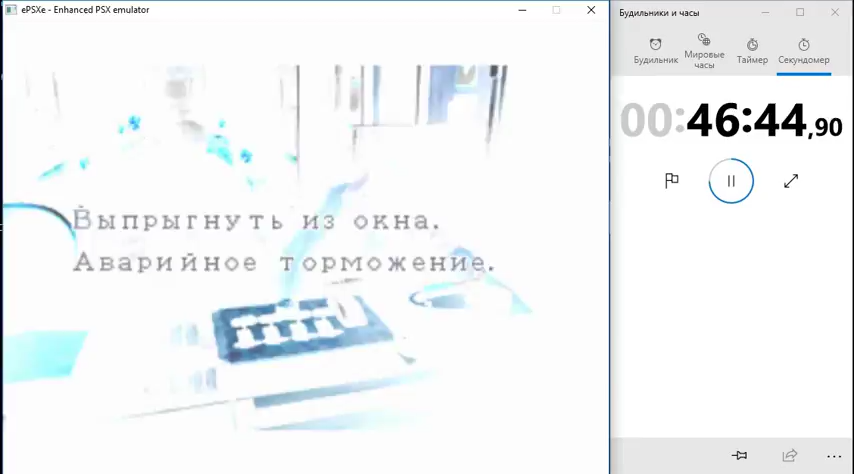 ePSXe - Enhanced PSX emulator
Будильники и часы
Будильник
Мировые часы
Таймер
Секундомер
00:46:44,90
Выпрыгнуть из окна.
Аварийное торможение.